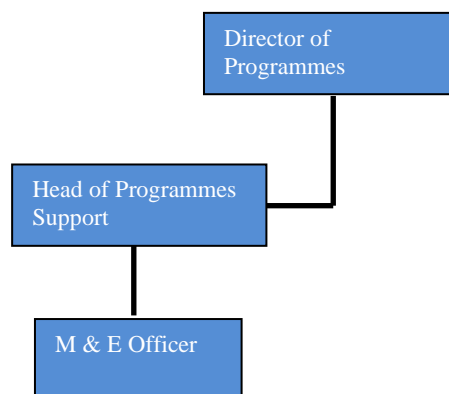 Director of
Programmes
Head of Programmes
Support
M & E Officer